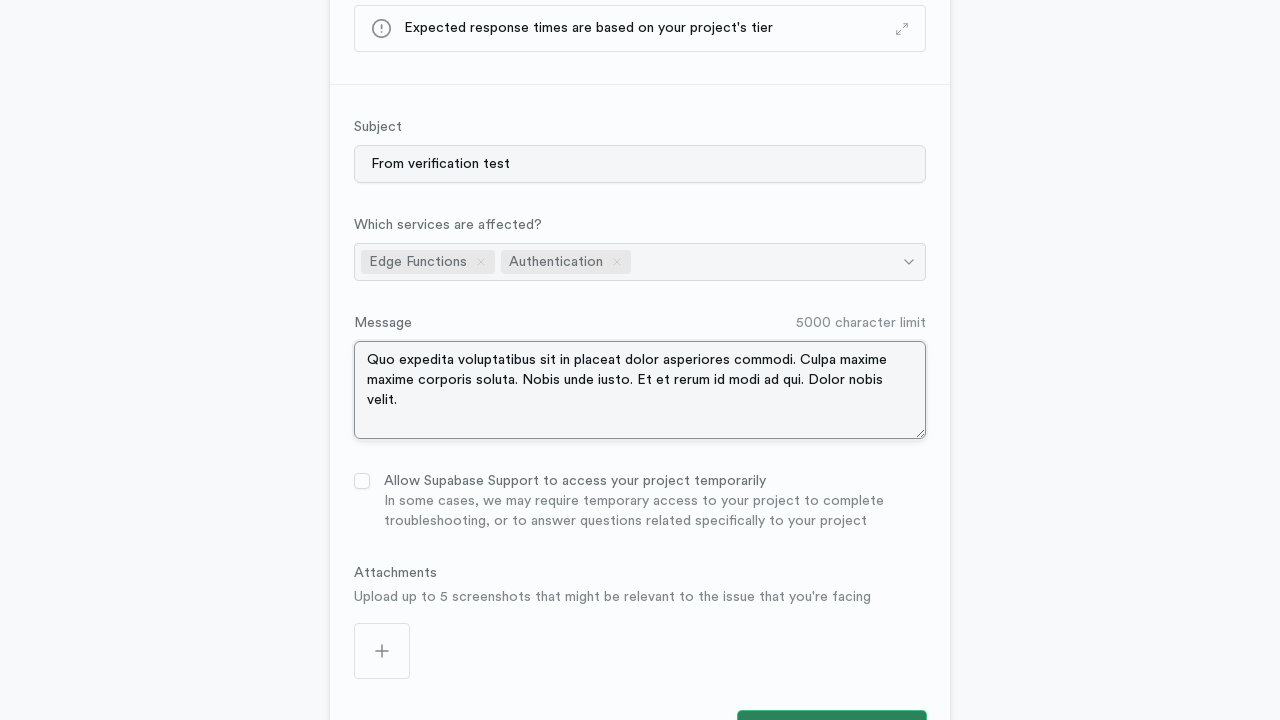 Expected response times are based on your project's tier
Subject
From verification test
Which services are affected?
Edge Functions
Authentication
Message
5000 character limit
Quo expedita voluptatibus sit in placeat dolor asperiores commodi. Culpa maxime
maxime corporis soluta. Nobis unde iusto. Et et rerum id modi ad qui. Dolor nobis
velit.
Allow Supabase Support to access your project temporarily
In some cases, we may require temporary access to your project to complete
troubleshooting, or to answer questions related specifically to your project
Attachments
Upload up to 5 screenshots that might be relevant to the issue that you're facing